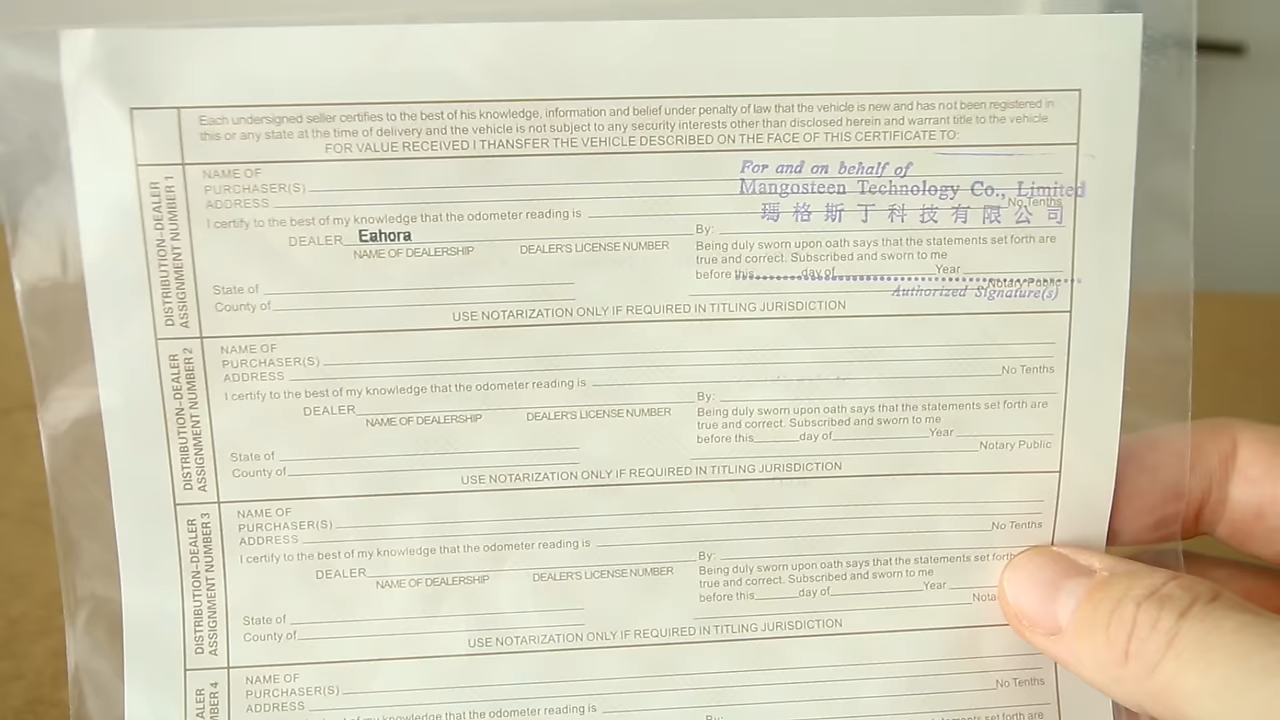 Each undersigned seller certifies to the best of his knowledge, information and belief under penalty of law that the vehicle is new and has not been registered in
this or any state at the time of delivery and the vehicle is not subject to any security interests other than disclosed herein and warrant title to the vehicle.
FOR VALUE RECEIVED I TRANSFER THE VEHICLE DESCRIBED ON THE FACE OF THIS CERTIFICATE TO:
DISTRIBUTION-DEALER
ASSIGNMENT NUMBER 1
NAME OF
PURCHASER(S)
ADDRESS
For and on behalf of
Mangosteen Technology Co., Limited
瑪格斯丁科技有限公司
No Tenths
I certify to the best of my knowledge that the odometer reading is
DEALER Eahora
NAME OF DEALERSHIP DEALER'S LICENSE NUMBER
By:
Being duly sworn upon oath says that the statements set forth are
true and correct. Subscribed and sworn to me
before this day of Year
Notary Public
Authorized Signature(s)
State of
County of
USE NOTARIZATION ONLY IF REQUIRED IN TITLING JURISDICTION
DISTRIBUTION-DEALER
ASSIGNMENT NUMBER 2
NAME OF
PURCHASER(S)
ADDRESS
No Tenths
I certify to the best of my knowledge that the odometer reading is
DEALER
NAME OF DEALERSHIP DEALER'S LICENSE NUMBER
By:
Being duly sworn upon oath says that the statements set forth are
true and correct. Subscribed and sworn to me
before this day of Year
Notary Public
State of
County of
USE NOTARIZATION ONLY IF REQUIRED IN TITLING JURISDICTION
DISTRIBUTION-DEALER
ASSIGNMENT NUMBER 3
NAME OF
PURCHASER(S)
ADDRESS
No Tenths
I certify to the best of my knowledge that the odometer reading is
DEALER
NAME OF DEALERSHIP DEALER'S LICENSE NUMBER
By:
Being duly sworn upon oath says that the statements set forth
true and correct. Subscribed and sworn to me
before this day of Year
Nota
State of
County of
USE NOTARIZATION ONLY IF REQUIRED IN TITLING JURISDICTION
ALER
MBER 4
NAME OF
PURCHASER(S)
ADDRESS
No Tenths
knowledge that the odometer reading is
By:
set forth are